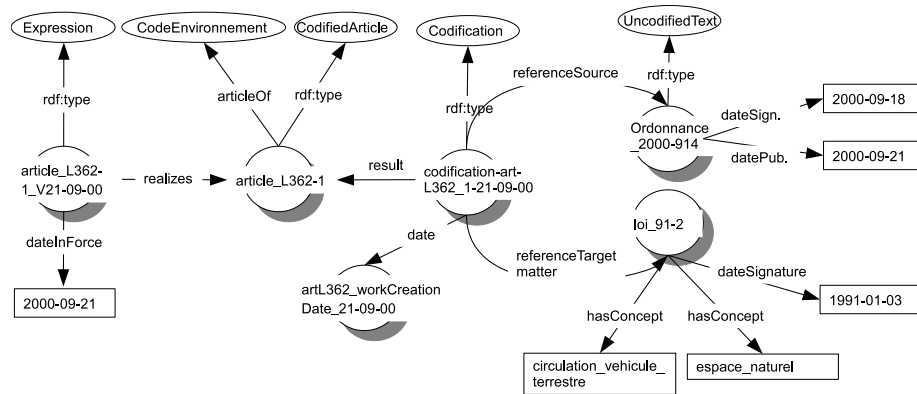 Expression
CodeEnvironnement
CodifiedArticle
Codification
UncodifiedText
referenceSource
rdf:type
articleOf
rdf:type
rdf:type
rdf:type
2000-09-18
dateSign.
Ordonnance
_2000-914
datePub.
2000-09-21
article_L362-
1_V21-09-00
realizes
article_L362-1
result
codification-art-
L362_1-21-09-00
loi_91-2
dateInForce
date
referenceTarget
matter
dateSignature
2000-09-21
artL362_workCreation
Date_21-09-00
1991-01-03
hasConcept
hasConcept
circulation_vehicule_
terrestre
espace_naturel